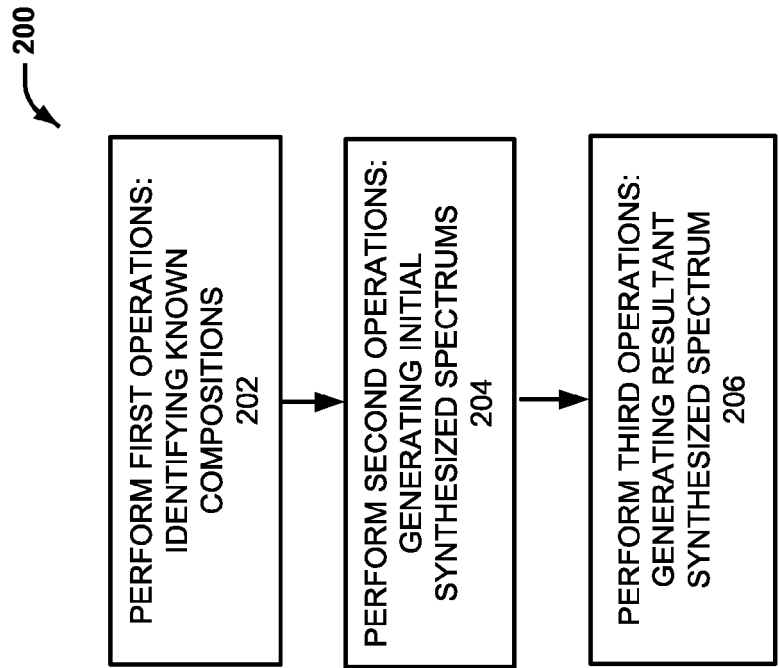 200
PERFORM FIRST OPERATIONS:
IDENTIFYING KNOWN
COMPOSITIONS
202
PERFORM SECOND OPERATIONS:
GENERATING INITIAL
SYNTHESIZED SPECTRUMS
204
PERFORM THIRD OPERATIONS:
GENERATING RESULTANT
SYNTHESIZED SPECTRUM
206